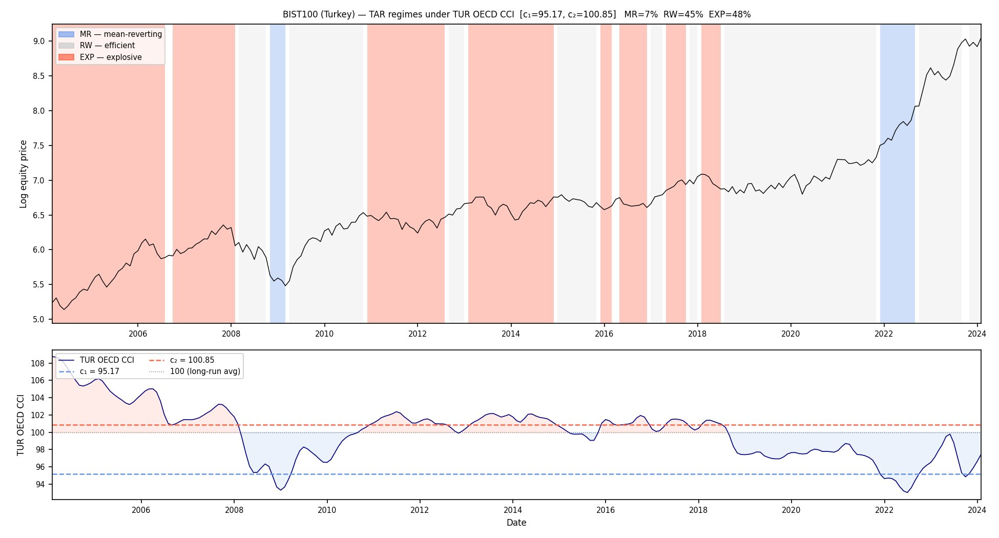 BIST100 (Turkey) — TAR regimes under TUR OECD CCI [c₁=95.17, c₂=100.85] MR=7% RW=45% EXP=48%
MR — mean-reverting
RW — efficient
EXP — explosive
Log equity price
9.0
8.5
8.0
7.5
7.0
6.5
6.0
5.5
5.0
2006 2008 2010 2012 2014 2016 2018 2020 2022 2024
TUR OECD CCI
c₁ = 95.17
c₂ = 100.85
100 (long-run avg)
TUR OECD CCI
108
106
104
102
100
98
96
94
2006 2008 2010 2012 2014 2016 2018 2020 2022 2024
Date